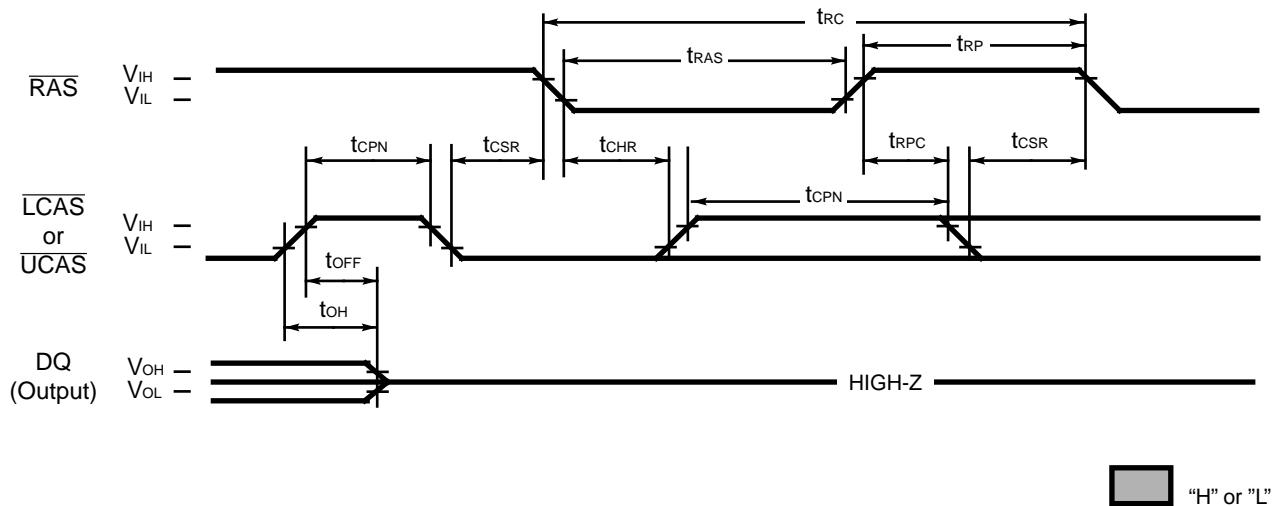 tRC
tRAS
tRP
RAS
VIH
VIL
tCPN
tCSR
tCHR
tRPC
tCSR
LCAS
or
UCAS
VIH
VIL
tCPN
tOFF
tOH
DQ
(Output)
VOH
VOL
HIGH-Z
“H” or ”L”